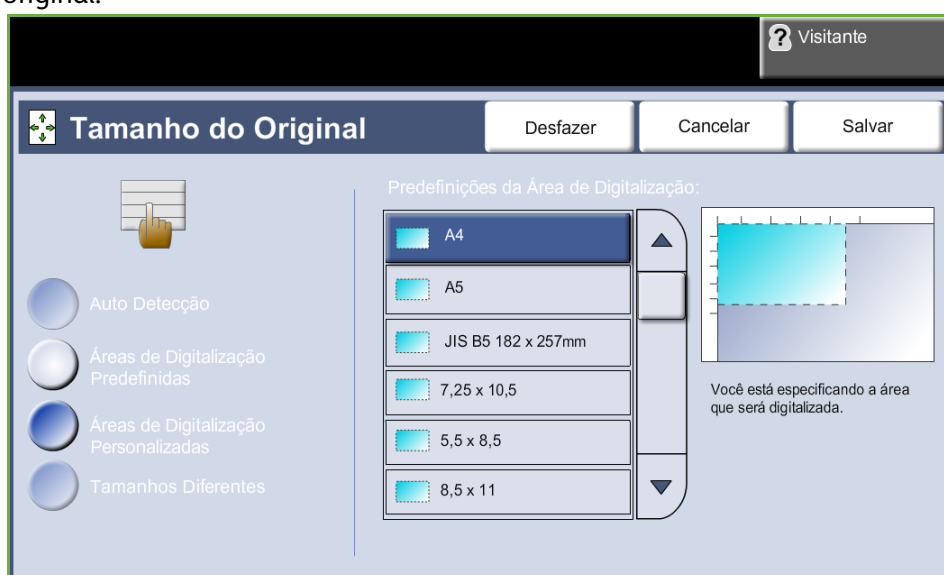 original.
? Visitante
Tamanho do Original
Desfazer
Cancelar
Salvar
Predefinições da Área de Digitalização:
Auto Detecção
Áreas de Digitalização
Predefinidas
Áreas de Digitalização
Personalizadas
Tamanhos Diferentes
A4
A5
JIS B5 182 x 257mm
7,25 x 10,5
5,5 x 8,5
8,5 x 11
Você está especificando a área
que será digitalizada.